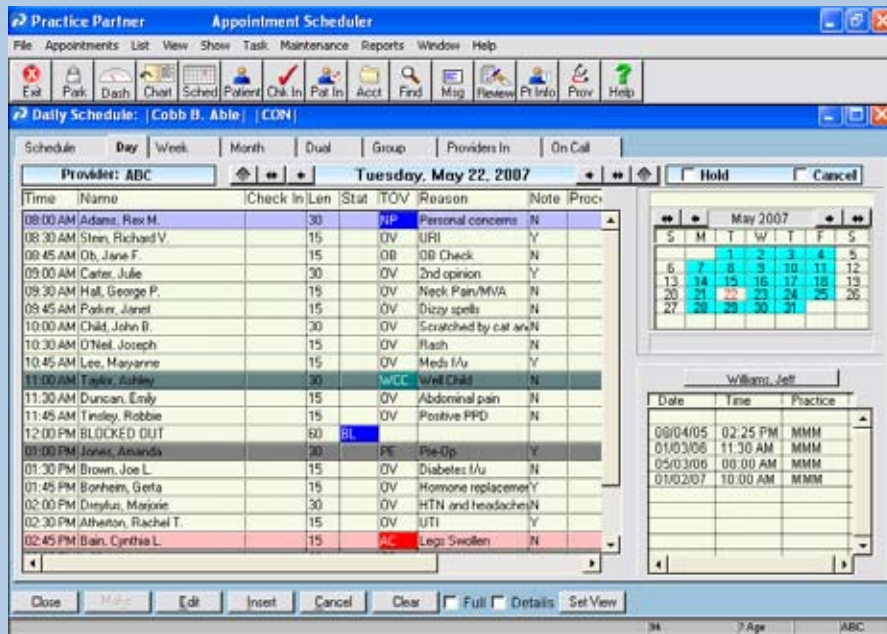 Practice Partner Appointment Scheduler
File Appointments List View Show Task Maintenance Reports Window Help
Exit Park Dash Chart Sched Patient Chk In Pat In Acct Find Msg Review Pt Info Prov Help
Daily Schedule: |Cobb B. Able| |CON|
Schedule Day Week Month Dual Group Providers In On Call
Provider: ABC Tuesday, May 22, 2007 Hold Cancel
Time Name Check In Len Stat TOV Reason Note Proc
08:00 AM Adams, Rex M. 30 NP Personal concerns N
08:30 AM Stein, Richard V. 15 OV URI Y
08:45 AM Ob, Jane F. 15 OB OB Check N
09:00 AM Carter, Julie 30 OV 2nd opinion Y
09:30 AM Hall, George P. 15 OV Neck Pain/MVA N
09:45 AM Parker, Janet 15 OV Dizzy spells N
10:00 AM Child, John B. 30 OV Scratched by cat an N
10:30 AM O'Neil, Joseph 15 OV Rash N
10:45 AM Lee, Maryanne 15 OV Meds f/u Y
11:00 AM Taylor, Ashley 30 WCC Well Child N
11:30 AM Duncan, Emily 15 OV Abdominal pain N
11:45 AM Tinsley, Robbie 15 OV Positive PPD N
12:00 PM BLOCKED OUT 60 BL
01:00 PM Jones, Amanda 30 PE Pre-Op Y
01:30 PM Brown, Joe L. 15 OV Diabetes f/u N
01:45 PM Bonheim, Gerta 15 OV Hormone replacemer Y
02:00 PM Dreyfus, Marjorie 30 OV HTN and headaches N
02:30 PM Atherton, Rachel T. 15 OV UTI Y
02:45 PM Bain, Cynthia L. 15 AC Legs Swollen N
May 2007
S M T W T F S
1 2 3 4 5
6 7 8 9 10 11 12
13 14 15 16 17 18 19
20 21 22 23 24 25 26
27 28 29 30 31
Williams, Jeff
Date Time Practice
08/04/05 02:25 PM MMM
01/03/06 11:30 AM MMM
05/03/06 08:00 AM MMM
01/02/07 10:00 AM MMM
Close Make Edit Insert Cancel Clear Full Details Set View
? Age ABC